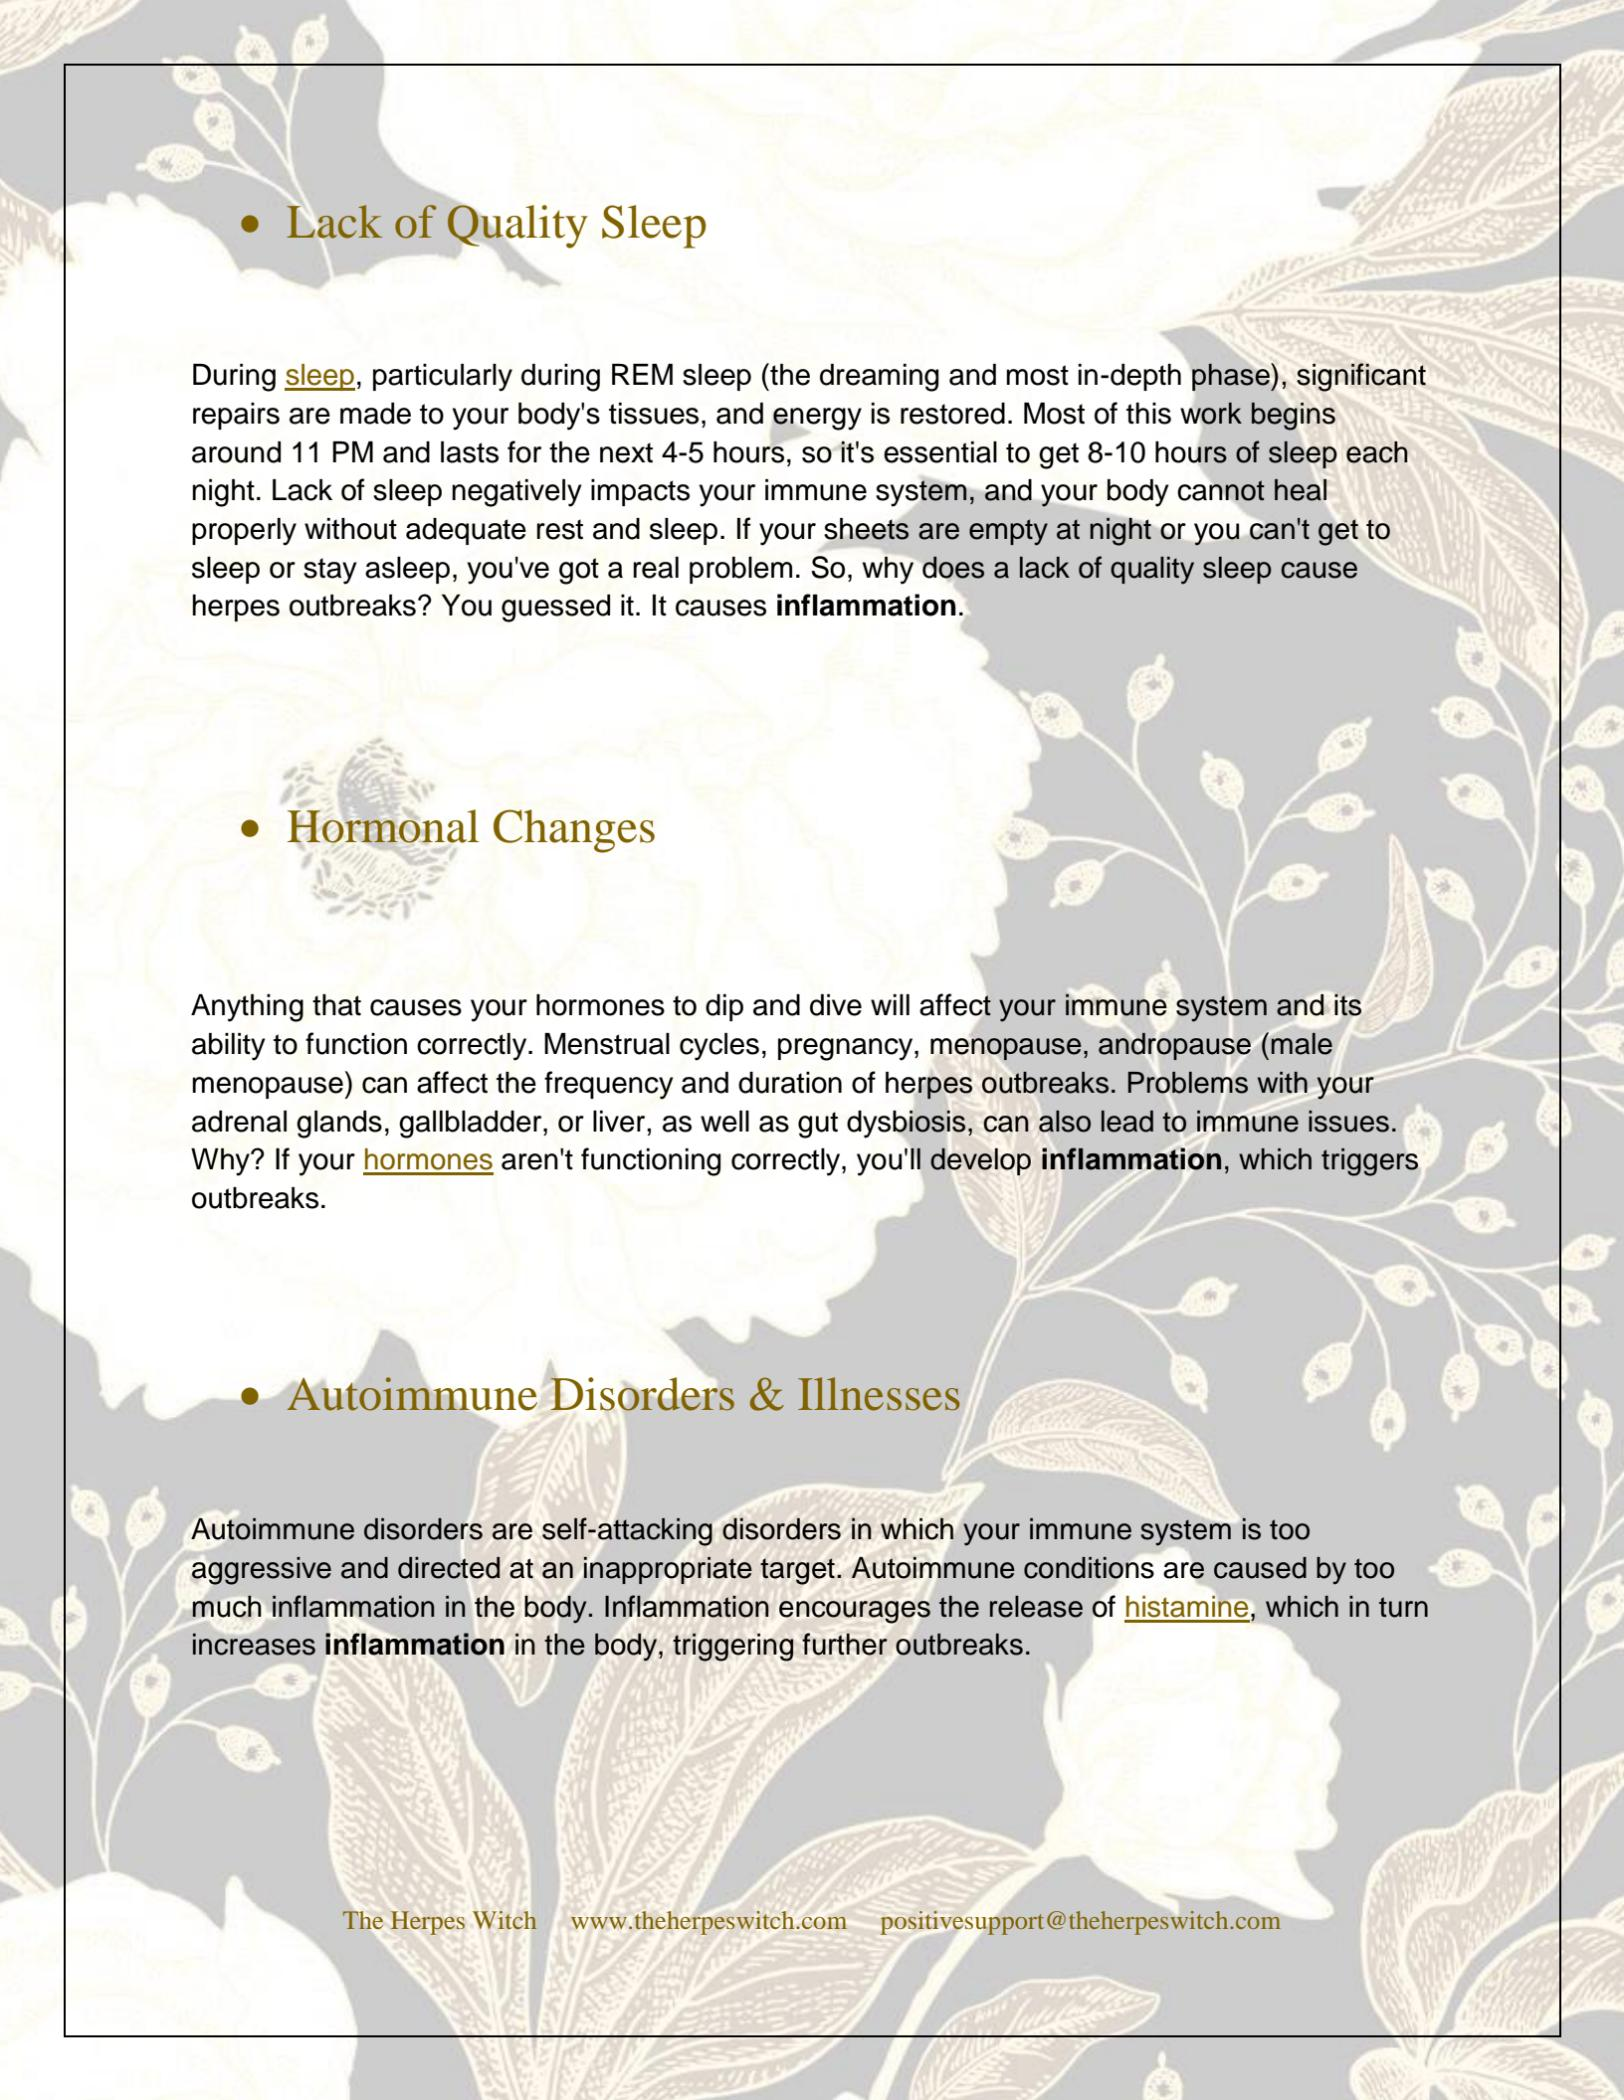 • Lack of Quality Sleep
During sleep, particularly during REM sleep (the dreaming and most in-depth phase), significant
repairs are made to your body's tissues, and energy is restored. Most of this work begins
around 11 PM and lasts for the next 4-5 hours, so it's essential to get 8-10 hours of sleep each
night. Lack of sleep negatively impacts your immune system, and your body cannot heal
properly without adequate rest and sleep. If your sheets are empty at night or you can't get to
sleep or stay asleep, you've got a real problem. So, why does a lack of quality sleep cause
herpes outbreaks? You guessed it. It causes inflammation.
• Hormonal Changes
Anything that causes your hormones to dip and dive will affect your immune system and its
ability to function correctly. Menstrual cycles, pregnancy, menopause, andropause (male
menopause) can affect the frequency and duration of herpes outbreaks. Problems with your
adrenal glands, gallbladder, or liver, as well as gut dysbiosis, can also lead to immune issues.
Why? If your hormones aren't functioning correctly, you'll develop inflammation, which triggers
outbreaks.
• Autoimmune Disorders & Illnesses
Autoimmune disorders are self-attacking disorders in which your immune system is too
aggressive and directed at an inappropriate target. Autoimmune conditions are caused by too
much inflammation in the body. Inflammation encourages the release of histamine, which in turn
increases inflammation in the body, triggering further outbreaks.
The Herpes Witch www.theherpeswitch.com positivesupport@theherpeswitch.com